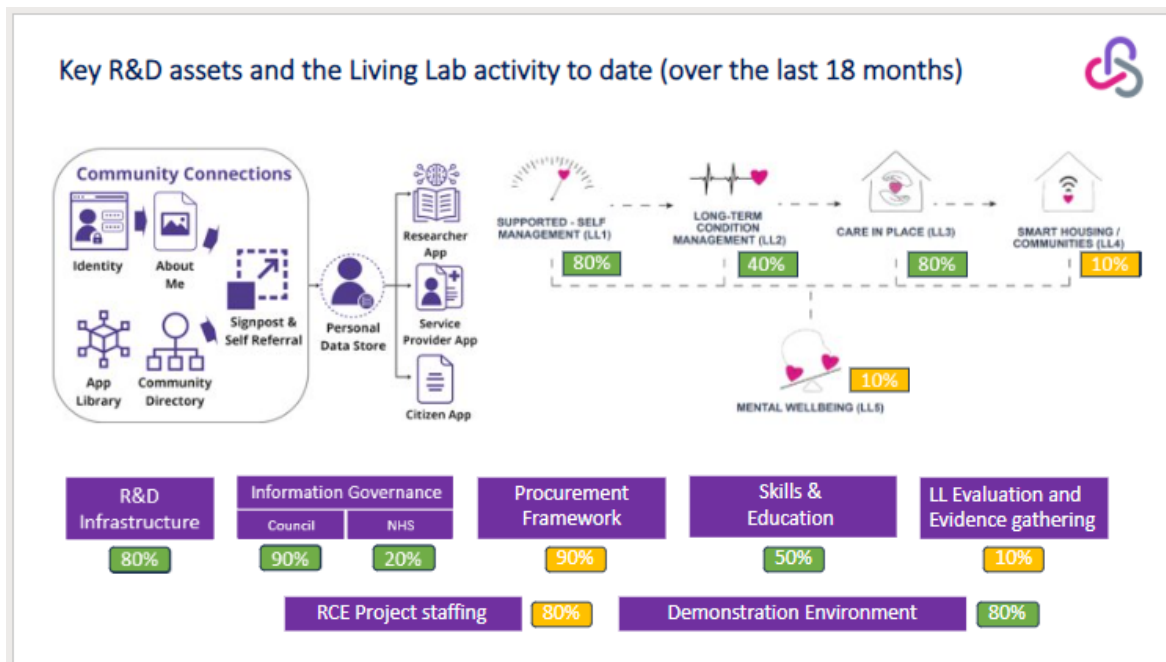 Key R&D assets and the Living Lab activity to date (over the last 18 months)
Community Connections
Identity
About
Me
App
Library
Community
Directory
Signpost &
Self Referral
Personal
Data Store
Researcher
App
Service
Provider App
Citizen App
SUPPORTED - SELF
MANAGEMENT (LL1)
80%
LONG-TERM
CONDITION
MANAGEMENT (LL2)
40%
CARE IN PLACE (LL3)
80%
SMART HOUSING /
COMMUNITIES (LL4)
10%
10%
MENTAL WELLBEING (LL5)
R&D
Infrastructure
80%
Information Governance
Council
NHS
90%
20%
Procurement
Framework
90%
Skills &
Education
50%
LL Evaluation and
Evidence gathering
10%
RCE Project staffing
80%
Demonstration Environment
80%